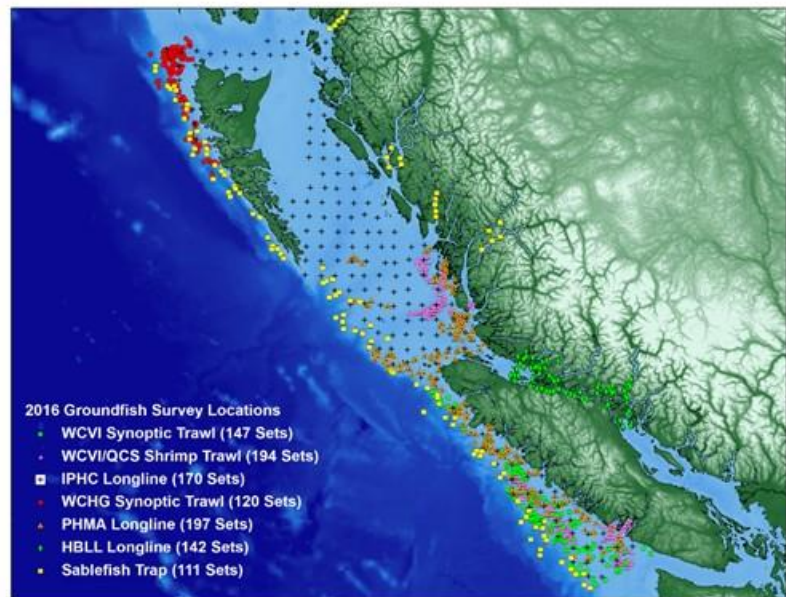 2016 Groundfish Survey Locations
WCVI Synoptic Trawl (147 Sets)
WCVI/QCS Shrimp Trawl (194 Sets)
IPHC Longline (170 Sets)
WCHG Synoptic Trawl (120 Sets)
PHMA Longline (197 Sets)
HBLL Longline (142 Sets)
Sablefish Trap (111 Sets)